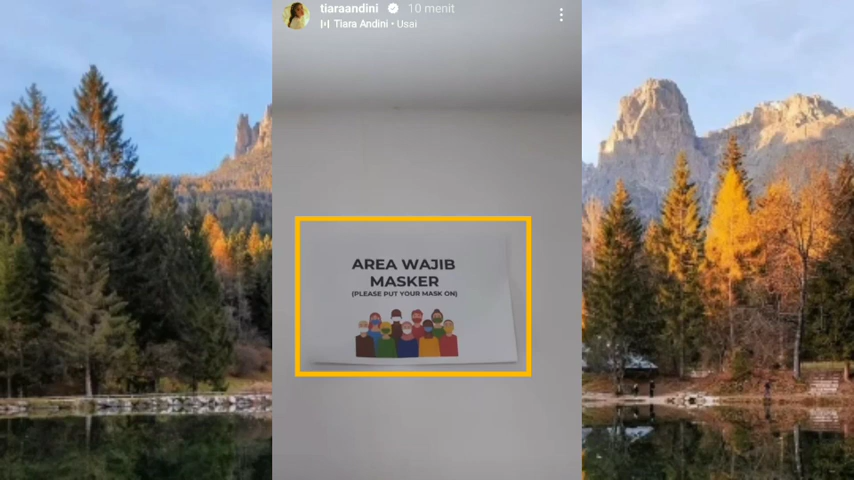 tiaraandini 10 menit
Tiara Andini • Usai
AREA WAJIB
MASKER
(PLEASE PUT YOUR MASK ON)